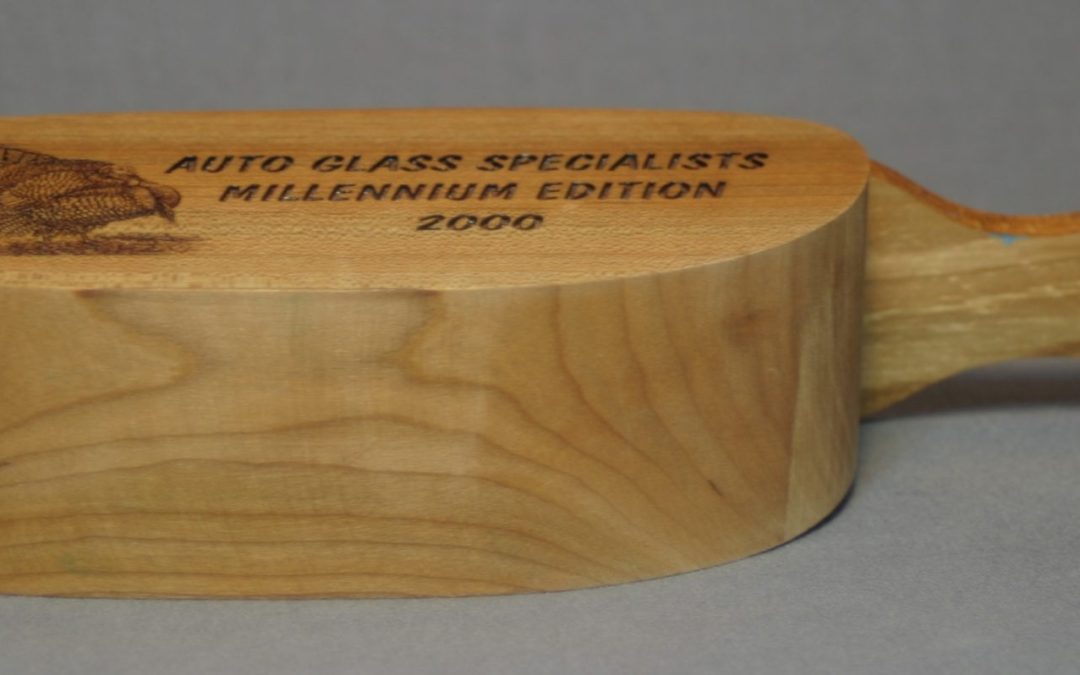 AUTO GLASS SPECIALISTS
MILLENNIUM EDITION
2000